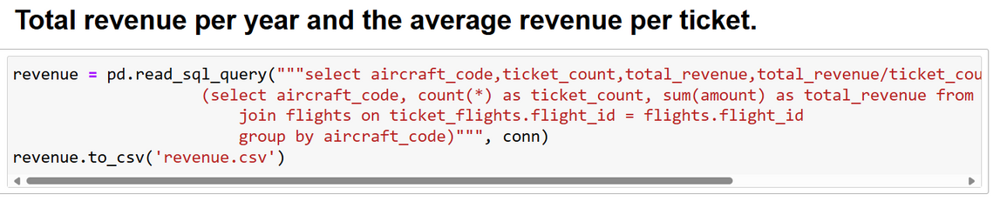 Total revenue per year and the average revenue per ticket.
revenue = pd.read_sql_query("""select aircraft_code,ticket_count,total_revenue,total_revenue/ticket_cou
(select aircraft_code, count(*) as ticket_count, sum(amount) as total_revenue from
join flights on ticket_flights.flight_id = flights.flight_id
group by aircraft_code)""", conn)
revenue.to_csv('revenue.csv')